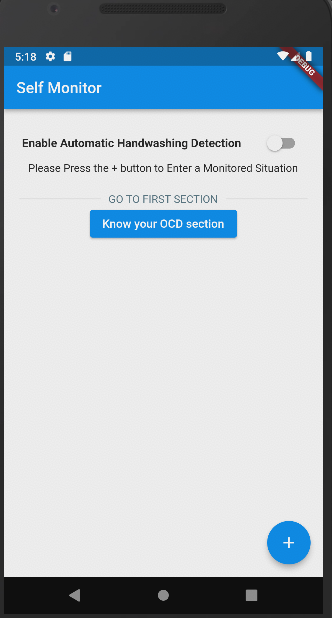 5:18
DEBUG
Self Monitor
Enable Automatic Handwashing Detection
Please Press the + button to Enter a Monitored Situation
GO TO FIRST SECTION
Know your OCD section
+